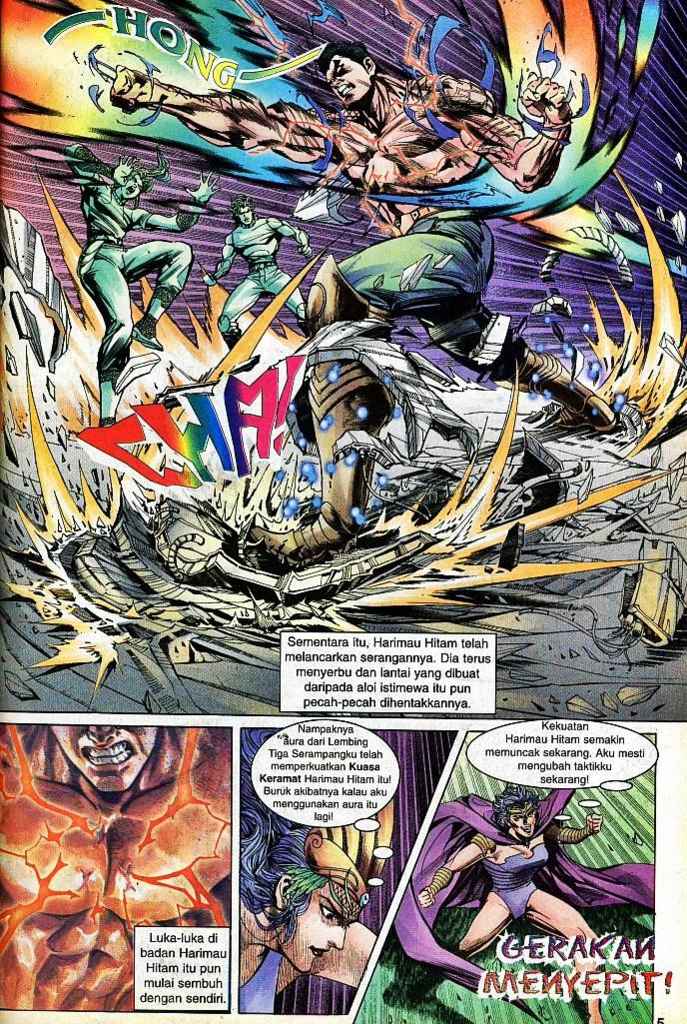 HONG
CHA!
Sementara itu, Harimau Hitam telah
melancarkan serangannya. Dia terus
menyerbu dan lantai yang dibuat
daripada aloi istimewa itu pun
pecah-pecah dihentakkannya.
Luka-luka di
badan Harimau
Hitam itu pun
mulai sembuh
dengan sendiri.
Nampaknya
aura dari Lembing
Tiga Serampangku telah
memperkuatkan Kuasa
Keramat Harimau Hitam itu!
Buruk akibatnya kalau aku
menggunakan aura itu
lagi!
Kekuatan
Harimau Hitam semakin
memuncak sekarang. Aku mesti
mengubah taktikku
sekarang!
GERAKAN
MENYEPIT!
5